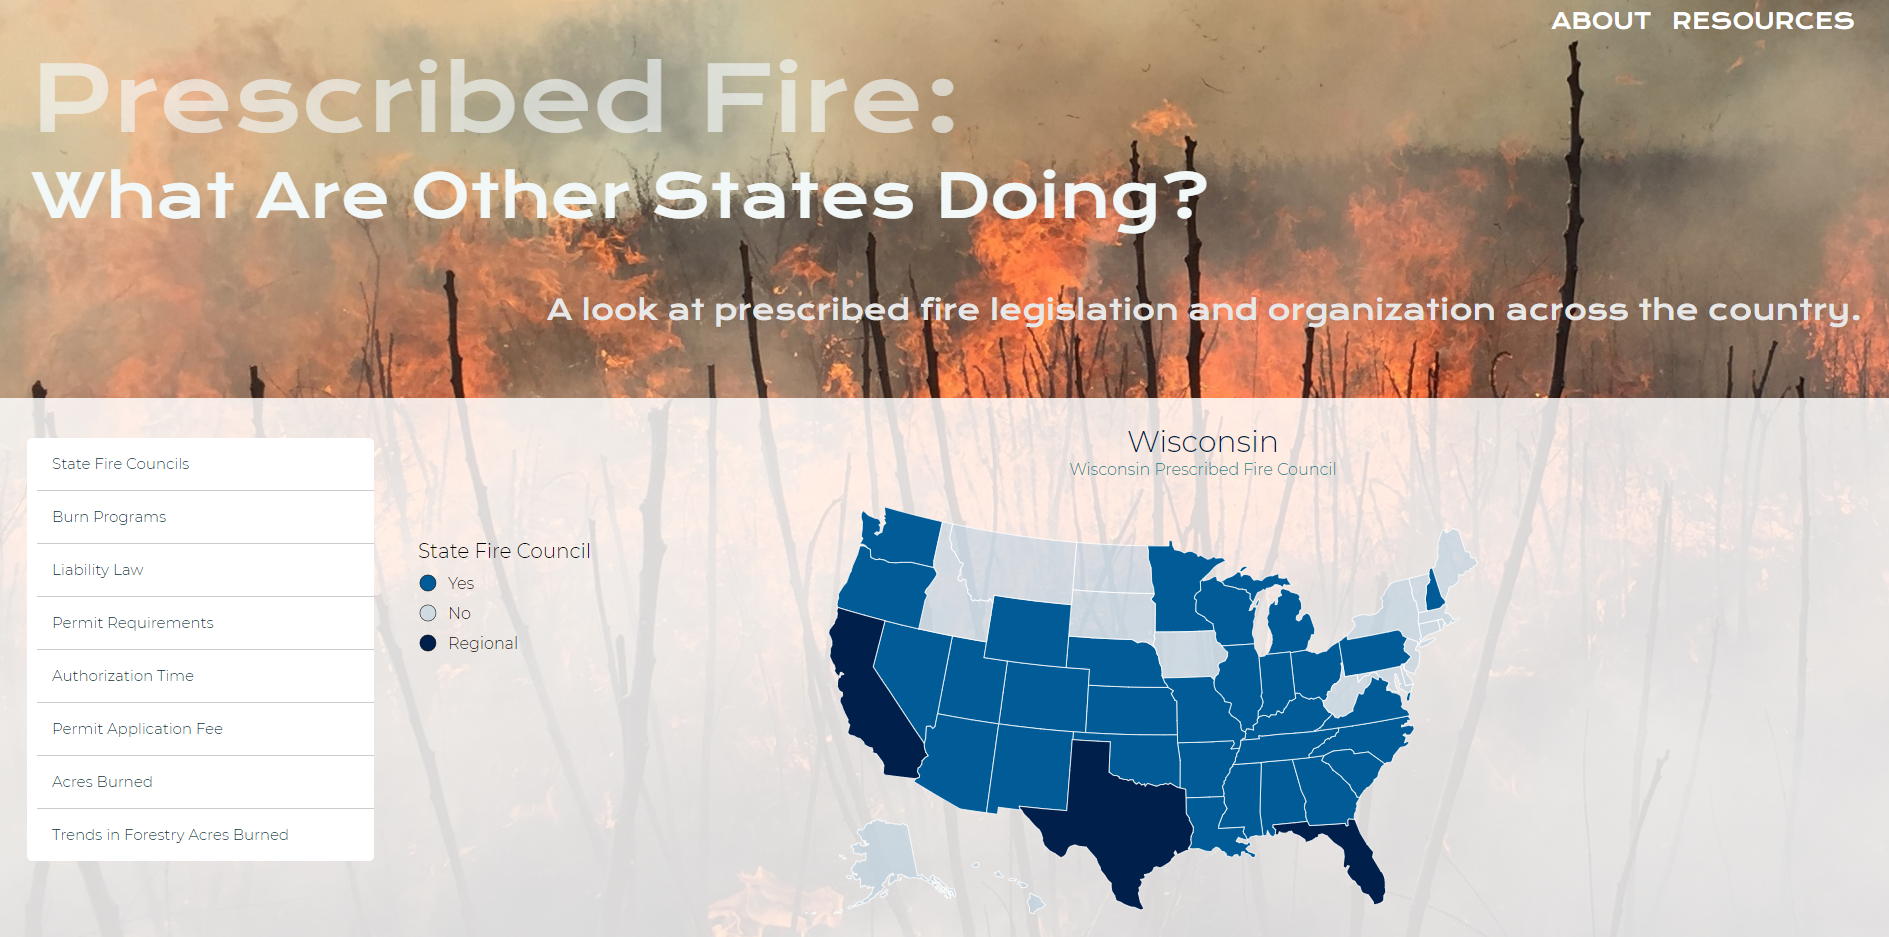 ABOUT RESOURCES
Prescribed Fire:
What Are Other States Doing?
A look at prescribed fire legislation and organization across the country.
State Fire Councils
Burn Programs
Liability Law
Permit Requirements
Authorization Time
Permit Application Fee
Acres Burned
Trends in Forestry Acres Burned
State Fire Council
Yes
No
Regional
Wisconsin
Wisconsin Prescribed Fire Council